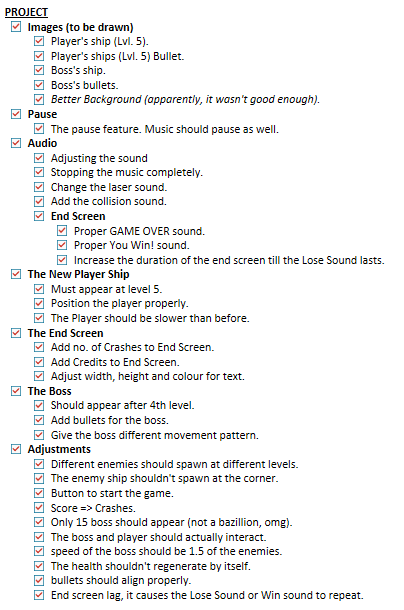 PROJECT
Images (to be drawn)
Player's ship (Lvl. 5).
Player's ships (Lvl. 5) Bullet.
Boss's ship.
Boss's bullets.
Better Background (apparently, it wasn't good enough).
Pause
The pause feature. Music should pause as well.
Audio
Adjusting the sound
Stopping the music completely.
Change the laser sound.
Add the collision sound.
End Screen
Proper GAME OVER sound.
Proper You Win! sound.
Increase the duration of the end screen till the Lose Sound lasts.
The New Player Ship
Must appear at level 5.
Position the player properly.
The Player should be slower than before.
The End Screen
Add no. of Crashes to End Screen.
Add Credits to End Screen.
Adjust width, height and colour for text.
The Boss
Should appear after 4th level.
Add bullets for the boss.
Give the boss different movement pattern.
Adjustments
Different enemies should spawn at different levels.
The enemy ship shouldn't spawn at the corner.
Button to start the game.
Score => Crashes.
Only 15 boss should appear (not a bazillion, omg).
The boss and player should actually interact.
speed of the boss should be 1.5 of the enemies.
The health shouldn't regenerate by itself.
bullets should align properly.
End screen lag, it causes the Lose Sound or Win sound to repeat.